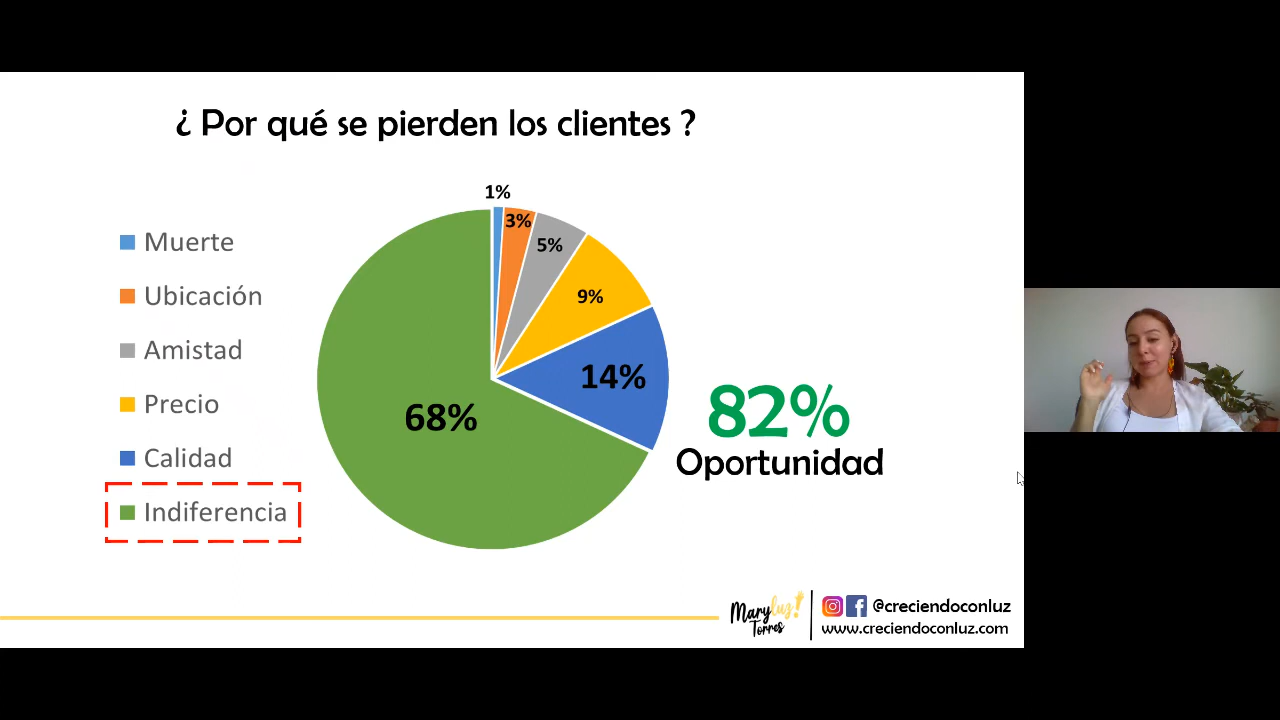 ¿ Por qué se pierden los clientes ?
1%
3%
5%
9%
14%
68%
Muerte
Ubicación
Amistad
Precio
Calidad
Indiferencia
82%
Oportunidad
Maryluz!
Torres
@creciendoconluz
www.creciendoconluz.com